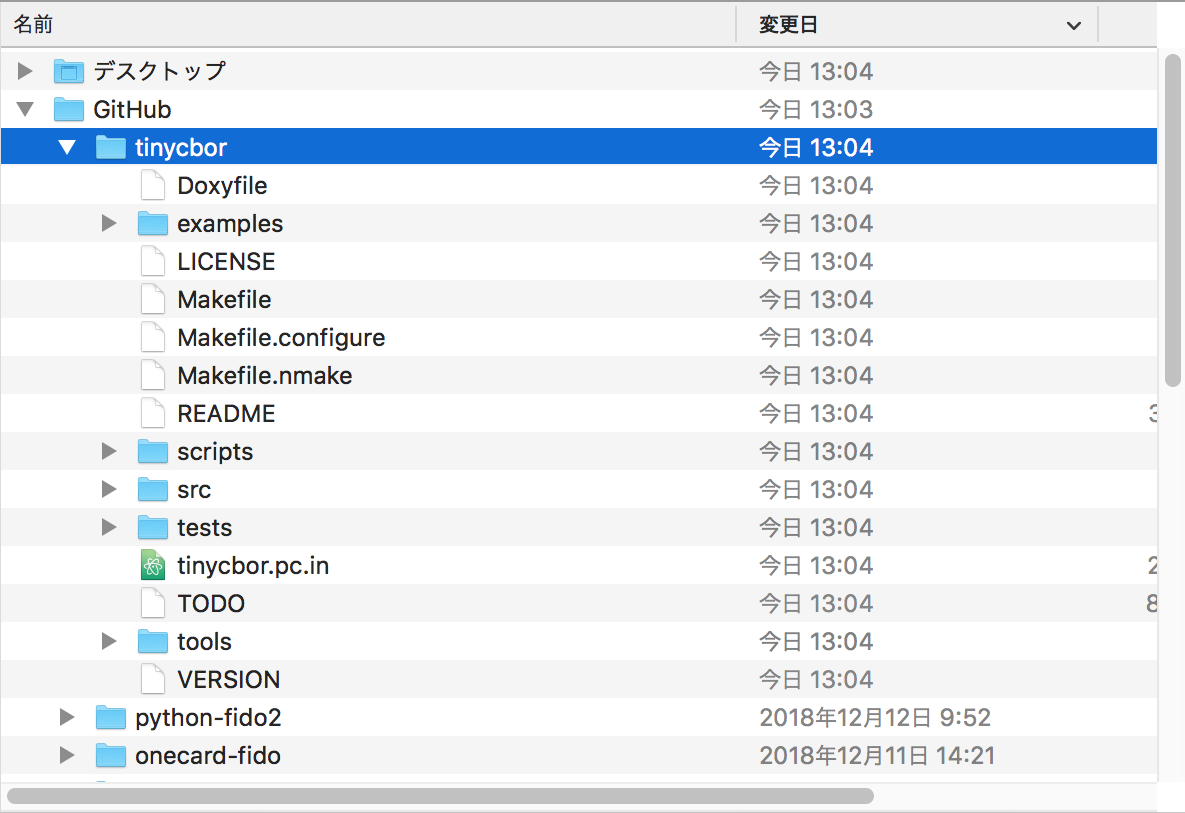 名前 変更日
デスクトップ 今日 13:04
GitHub 今日 13:03
tinycbor 今日 13:04
Doxyfile 今日 13:04
examples 今日 13:04
LICENSE 今日 13:04
Makefile 今日 13:04
Makefile.configure 今日 13:04
Makefile.nmake 今日 13:04
README 今日 13:04
scripts 今日 13:04
src 今日 13:04
tests 今日 13:04
tinycbor.pc.in 今日 13:04
TODO 今日 13:04
tools 今日 13:04
VERSION 今日 13:04
python-fido2 2018年12月12日 9:52
onecard-fido 2018年12月11日 14:21